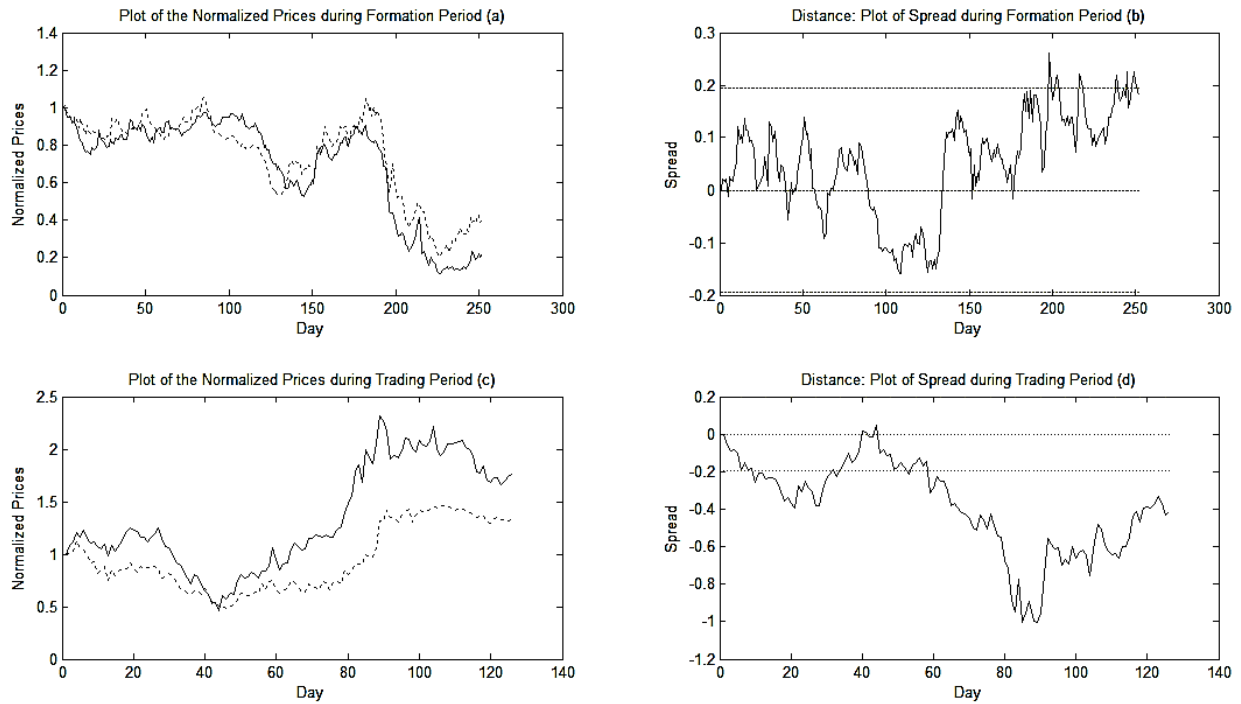 Plot of the Normalized Prices during Formation Period (a)
1.4
1.2
1
0.8
0.6
0.4
0.2
0
Normalized Prices
0 50 100 150 200 250 300
Day
Distance: Plot of Spread during Formation Period (b)
0.3
0.2
0.1
0
-0.1
-0.2
Spread
0 50 100 150 200 250 300
Day
Plot of the Normalized Prices during Trading Period (c)
2.5
2
1.5
1
0.5
0
Normalized Prices
0 20 40 60 80 100 120 140
Day
Distance: Plot of Spread during Trading Period (d)
0.2
0
-0.2
-0.4
-0.6
-0.8
-1
-1.2
Spread
0 20 40 60 80 100 120 140
Day